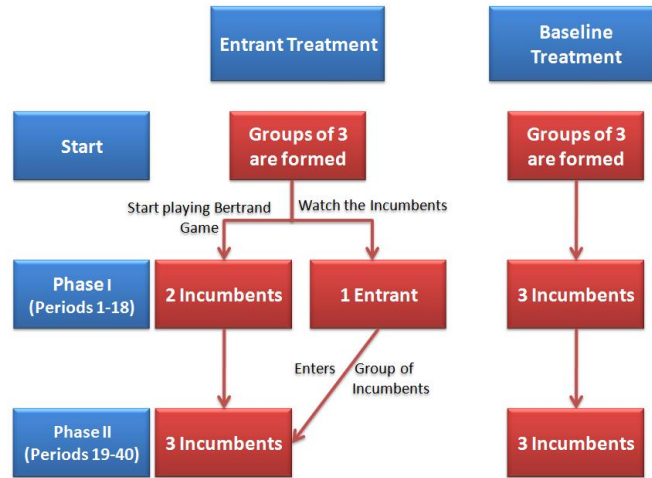 Entrant Treatment
Baseline
Treatment
Start
Groups of 3
are formed
Groups of 3
are formed
Start playing Bertrand
Game
Watch the Incumbents
Phase I
(Periods 1-18)
2 Incumbents
1 Entrant
3 Incumbents
Enters
Group of
Incumbents
Phase II
(Periods 19-40)
3 Incumbents
3 Incumbents